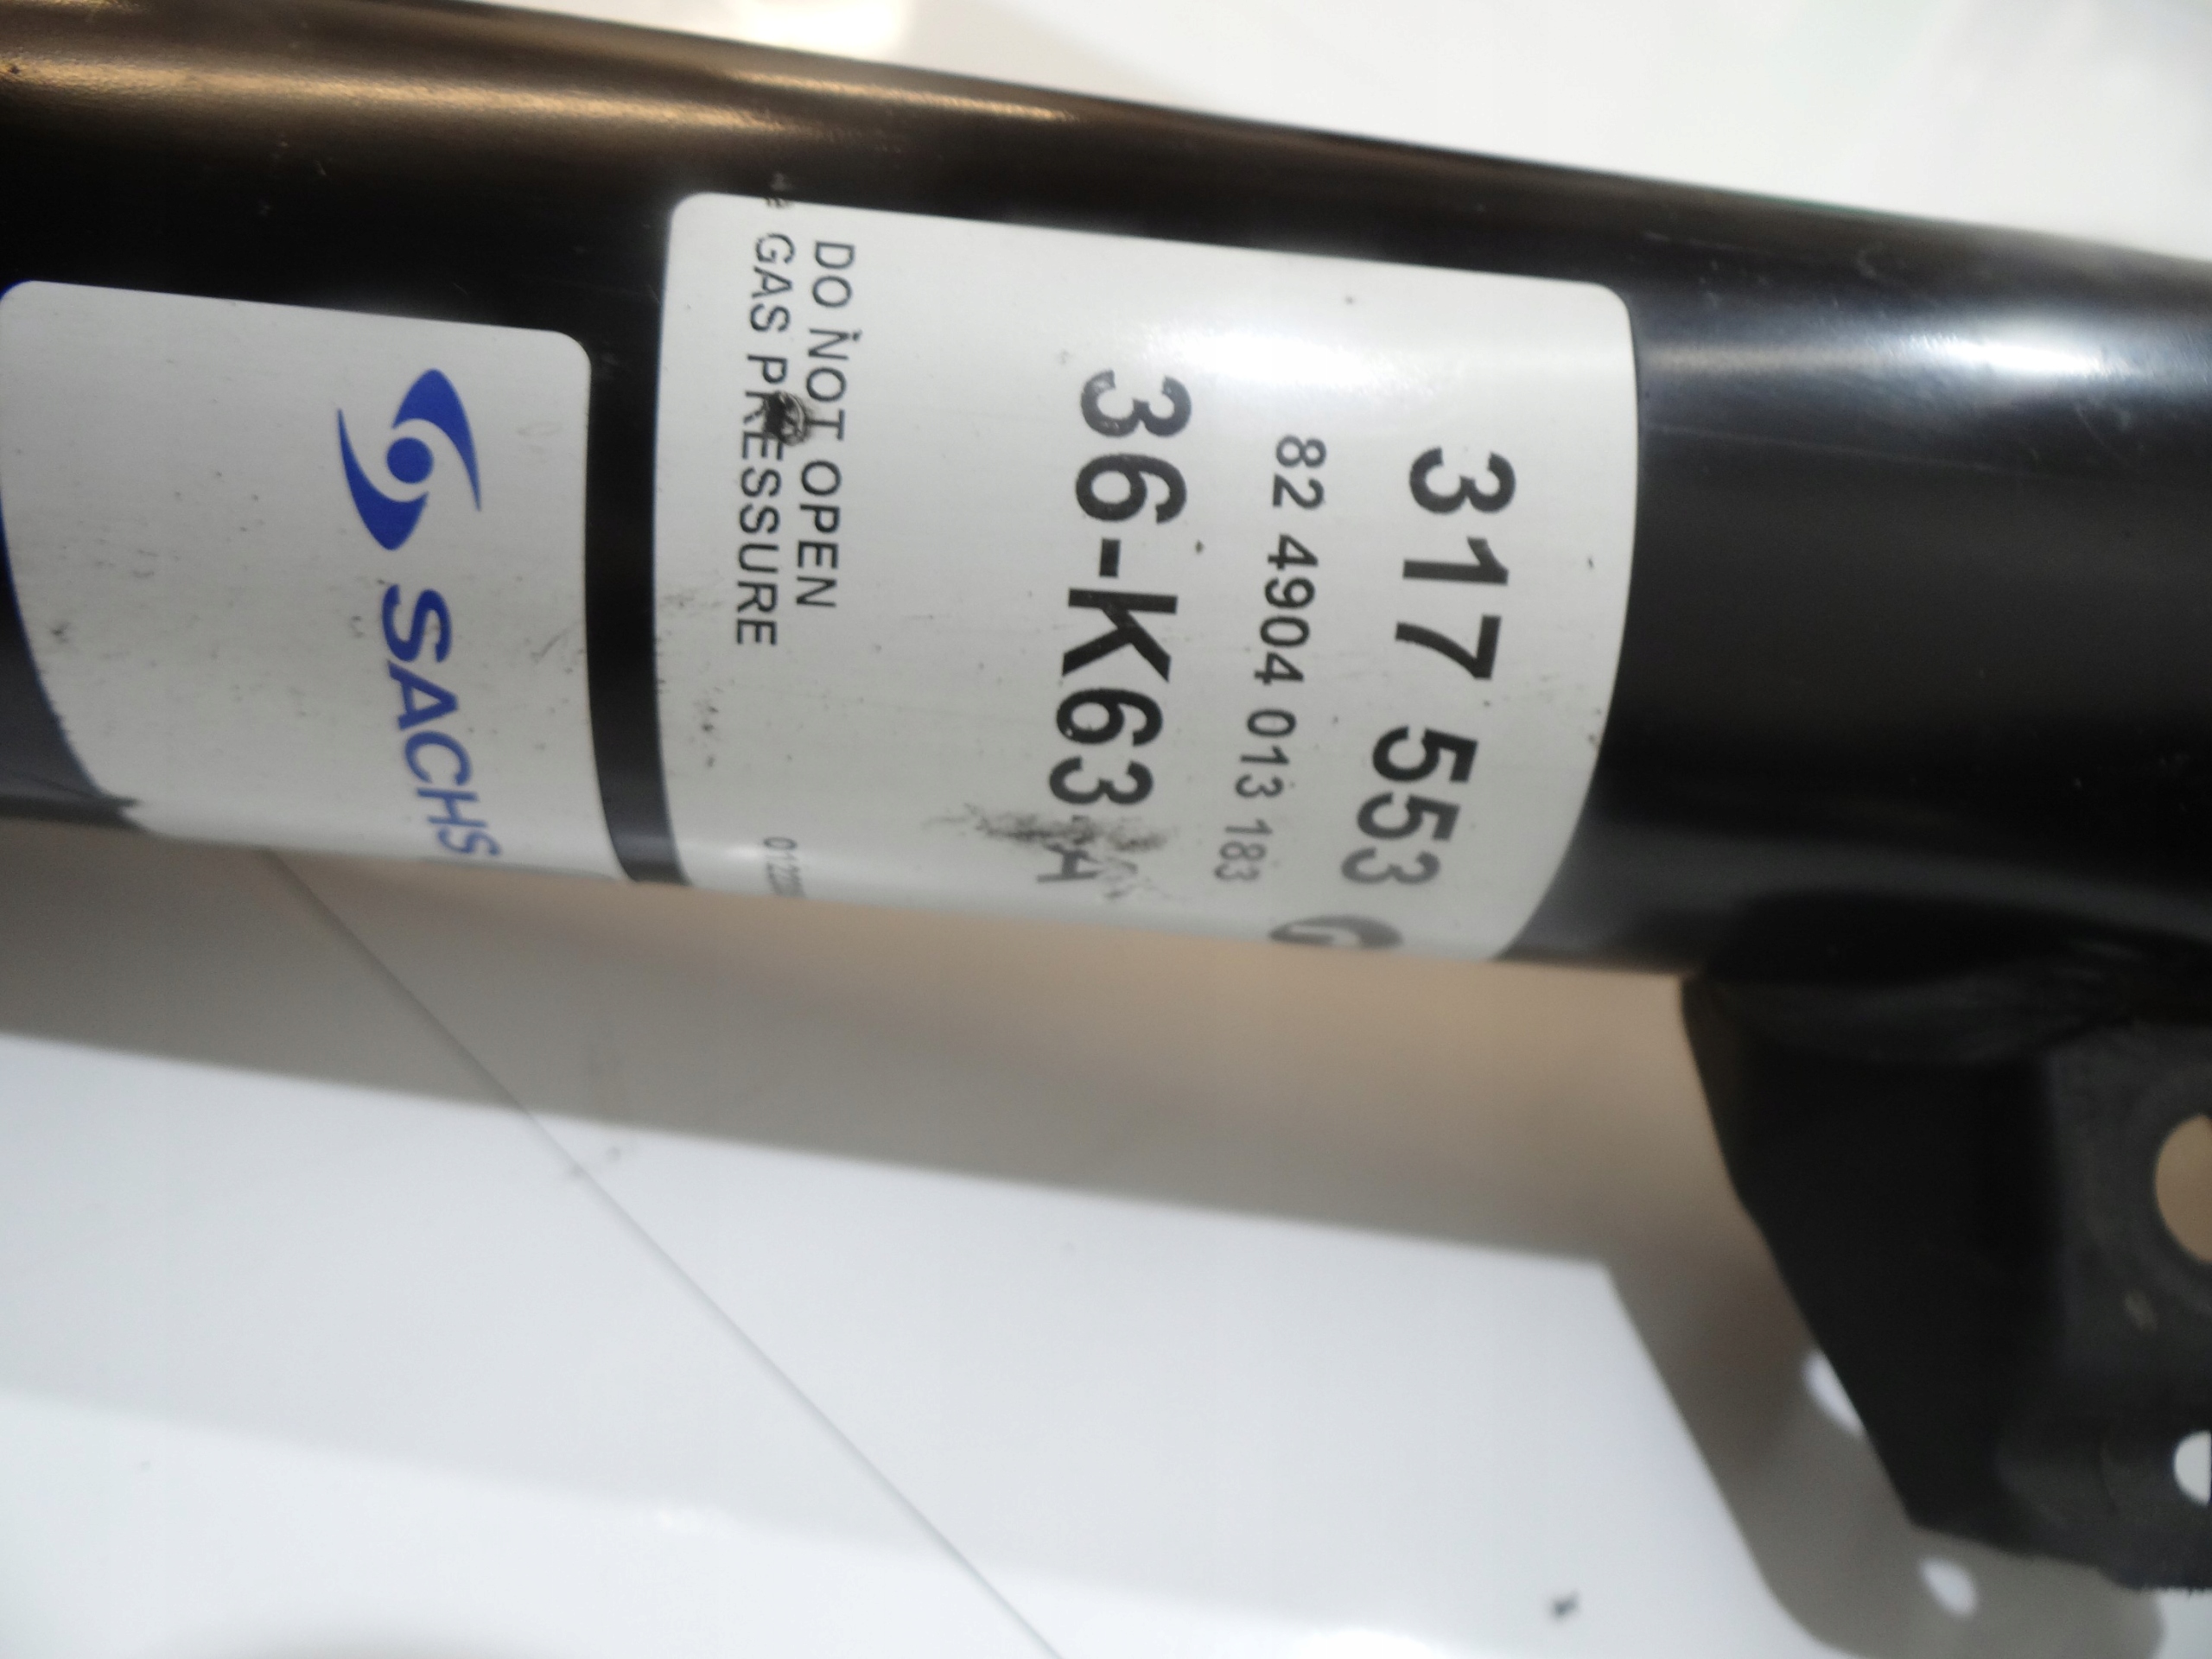 317 553
82 4904 013 183
36-K63-A
DO NOT OPEN
GAS PRESSURE
SACHS